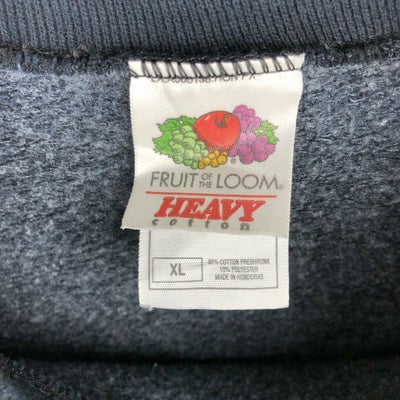 FRUIT OF THE LOOM®
HEAVY
cotton
XL
90% COTTON PRESHRUNK
10% POLYESTER
MADE IN HONDURAS